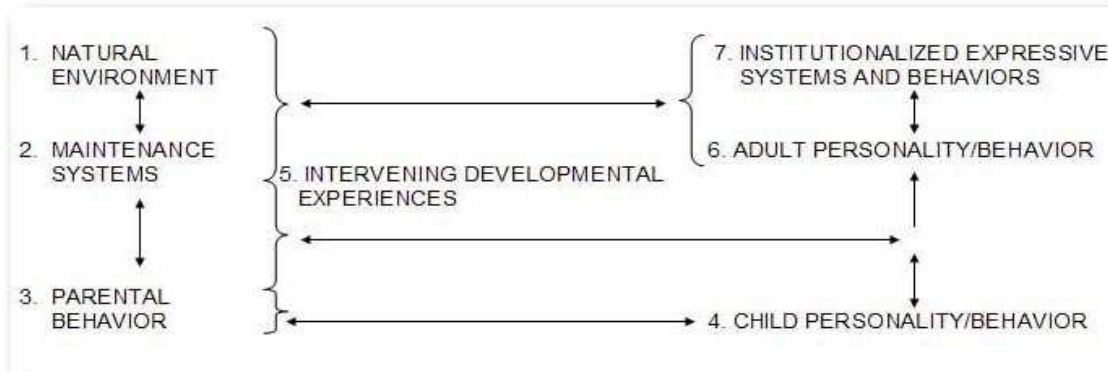 1. NATURAL
ENVIRONMENT
2. MAINTENANCE
SYSTEMS
3. PARENTAL
BEHAVIOR
5. INTERVENING DEVELOPMENTAL
EXPERIENCES
7. INSTITUTIONALIZED EXPRESSIVE
SYSTEMS AND BEHAVIORS
6. ADULT PERSONALITY/BEHAVIOR
4. CHILD PERSONALITY/BEHAVIOR